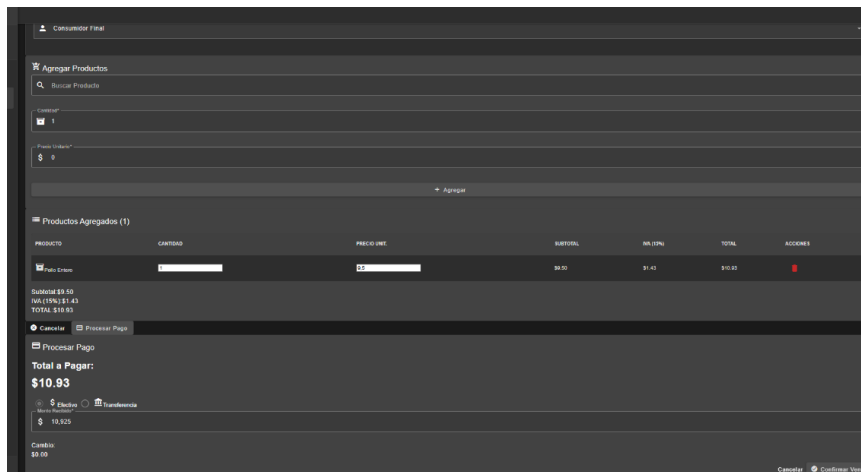 Consumidor Final
Agregar Productos
Buscar Producto
Cantidad*
1
Precio Unitario*
$ 0
+ Agregar
Productos Agregados (1)
PRODUCTO CANTIDAD PRECIO UNIT. SUBTOTAL IVA (15%) TOTAL ACCIONES
Pollo Entero 1 9.5 $9.50 $1.43 $10.93
Subtotal:$9.50
IVA (15%):$1.43
TOTAL:$10.93
Cancelar Procesar Pago
Procesar Pago
Total a Pagar:
$10.93
$ Efectivo Transferencia
Monto Recibido*
$ 10,925
Cambio:
$0.00
Cancelar Confirmar